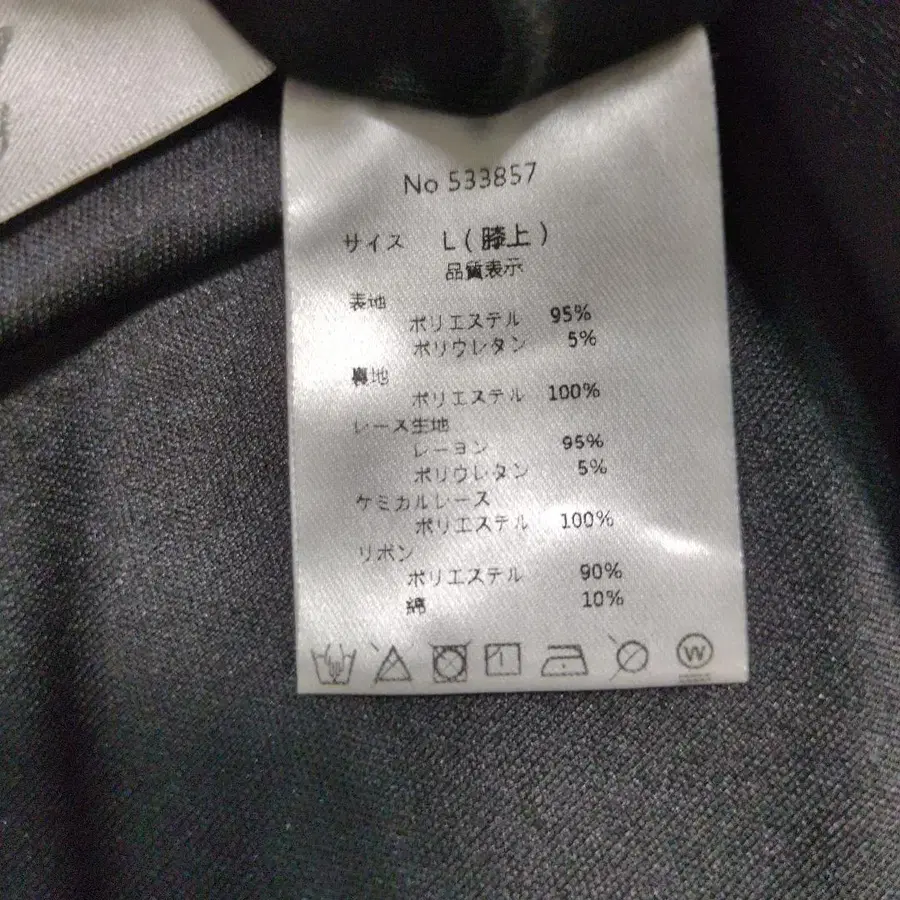 No 533857
サイズ L(膝上)
品質表示
表地
ポリエステル 95%
ポリウレタン 5%
裏地
ポリエステル 100%
レース生地
レーヨン 95%
ポリウレタン 5%
ケミカルレース
ポリエステル 100%
リボン
ポリエステル 90%
綿 10%
W